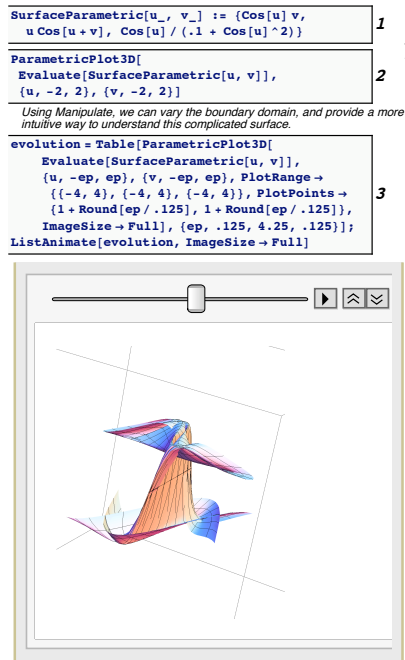 SurfaceParametric[u_, v_] := {Cos[u] v,
u Cos[u + v], Cos[u] / (.1 + Cos[u] ^ 2)}
1
ParametricPlot3D[
Evaluate[SurfaceParametric[u, v]],
{u, -2, 2}, {v, -2, 2}]
2
Using Manipulate, we can vary the boundary domain, and provide a more
intuitive way to understand this complicated surface.
evolution = Table[ParametricPlot3D[
Evaluate[SurfaceParametric[u, v]],
{u, -ep, ep}, {v, -ep, ep}, PlotRange →
{{-4, 4}, {-4, 4}, {-4, 4}}, PlotPoints →
{1 + Round[ep / .125], 1 + Round[ep / .125]},
ImageSize → Full], {ep, .125, 4.25, .125}];
ListAnimate[evolution, ImageSize → Full]
3